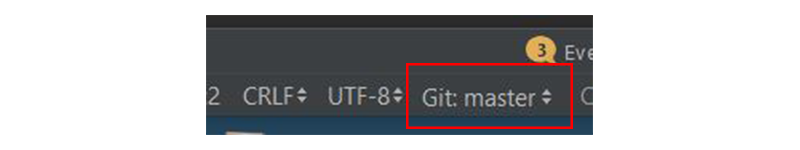 3 Eve
2 CRLF UTF-8 Git: master